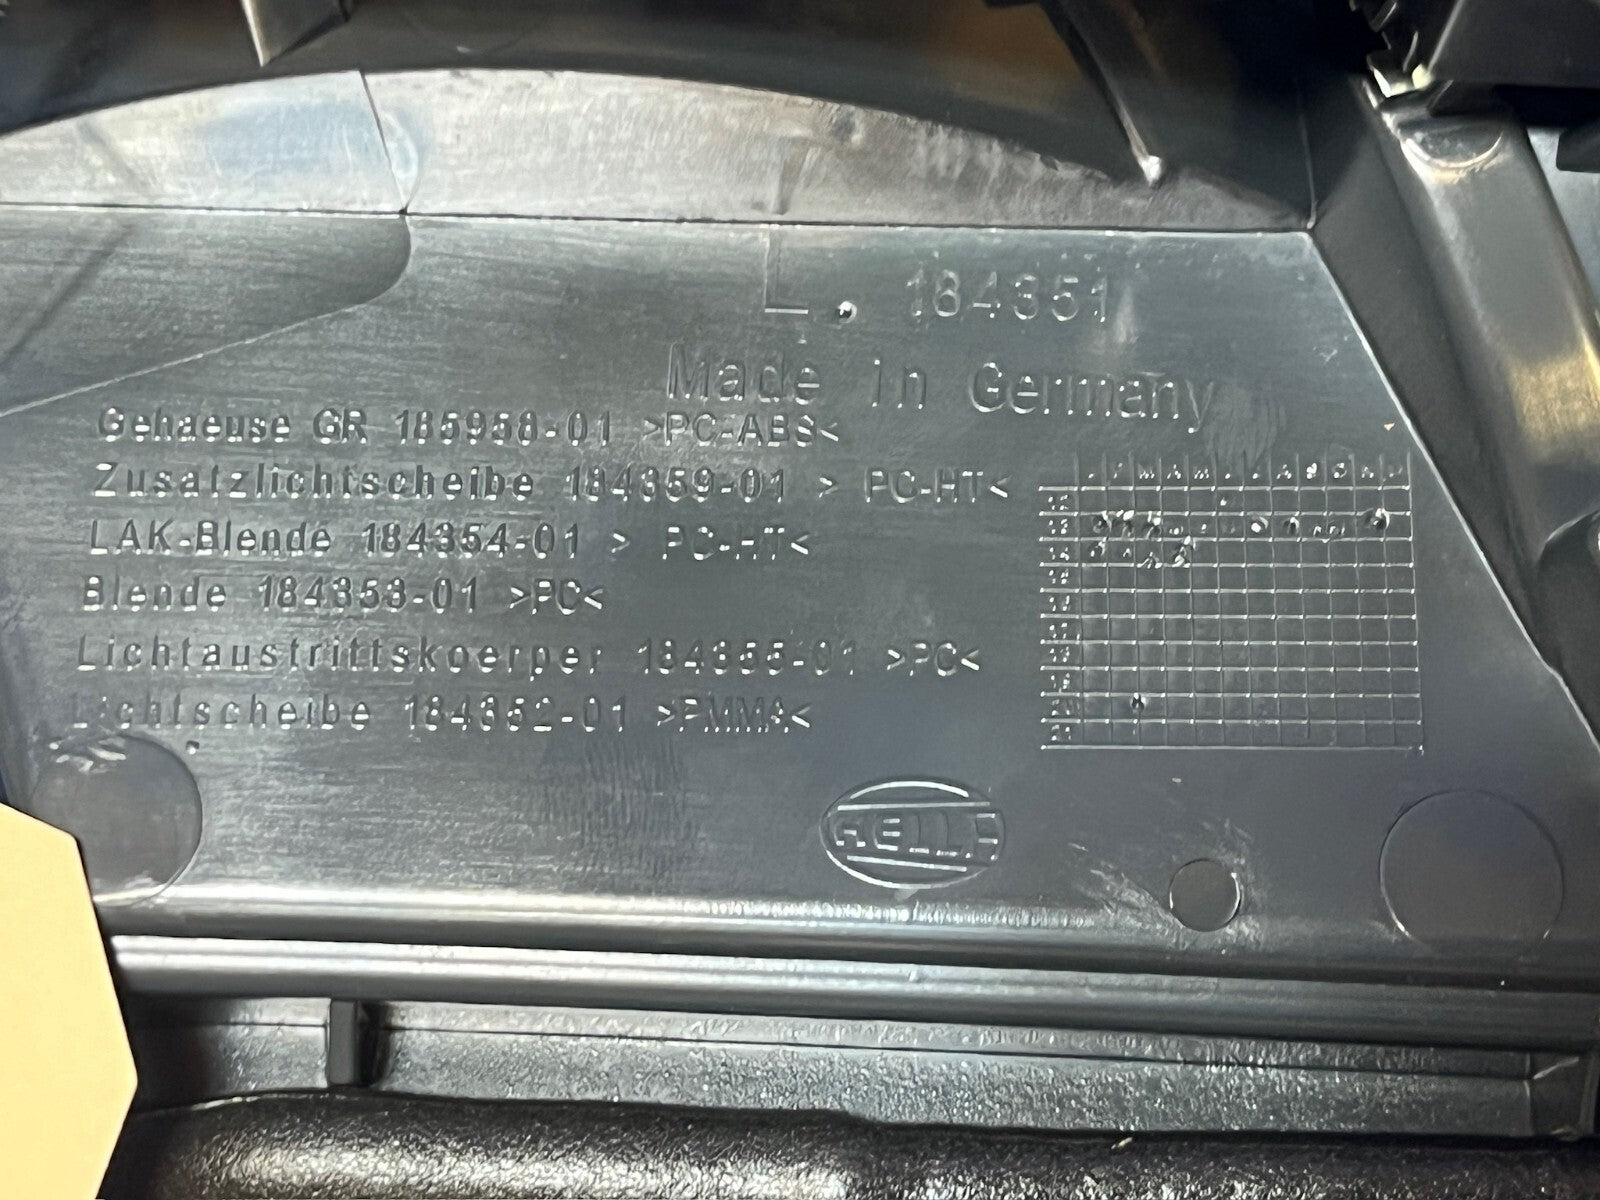 L. 184351
Made in Germany
Gehaeuse GR 185958-01 >PC-ABS<
Zusatzlichtscheibe 184359-01 > PC-HT<
LAK-Blende 184354-01 > PC-HT<
Blende 184353-01 >PC<
Lichtaustrittskoerper 184355-01 >PC<
Lichtscheibe 184352-01 >PMMA<
J F M A M J J A S O N D
HELLA